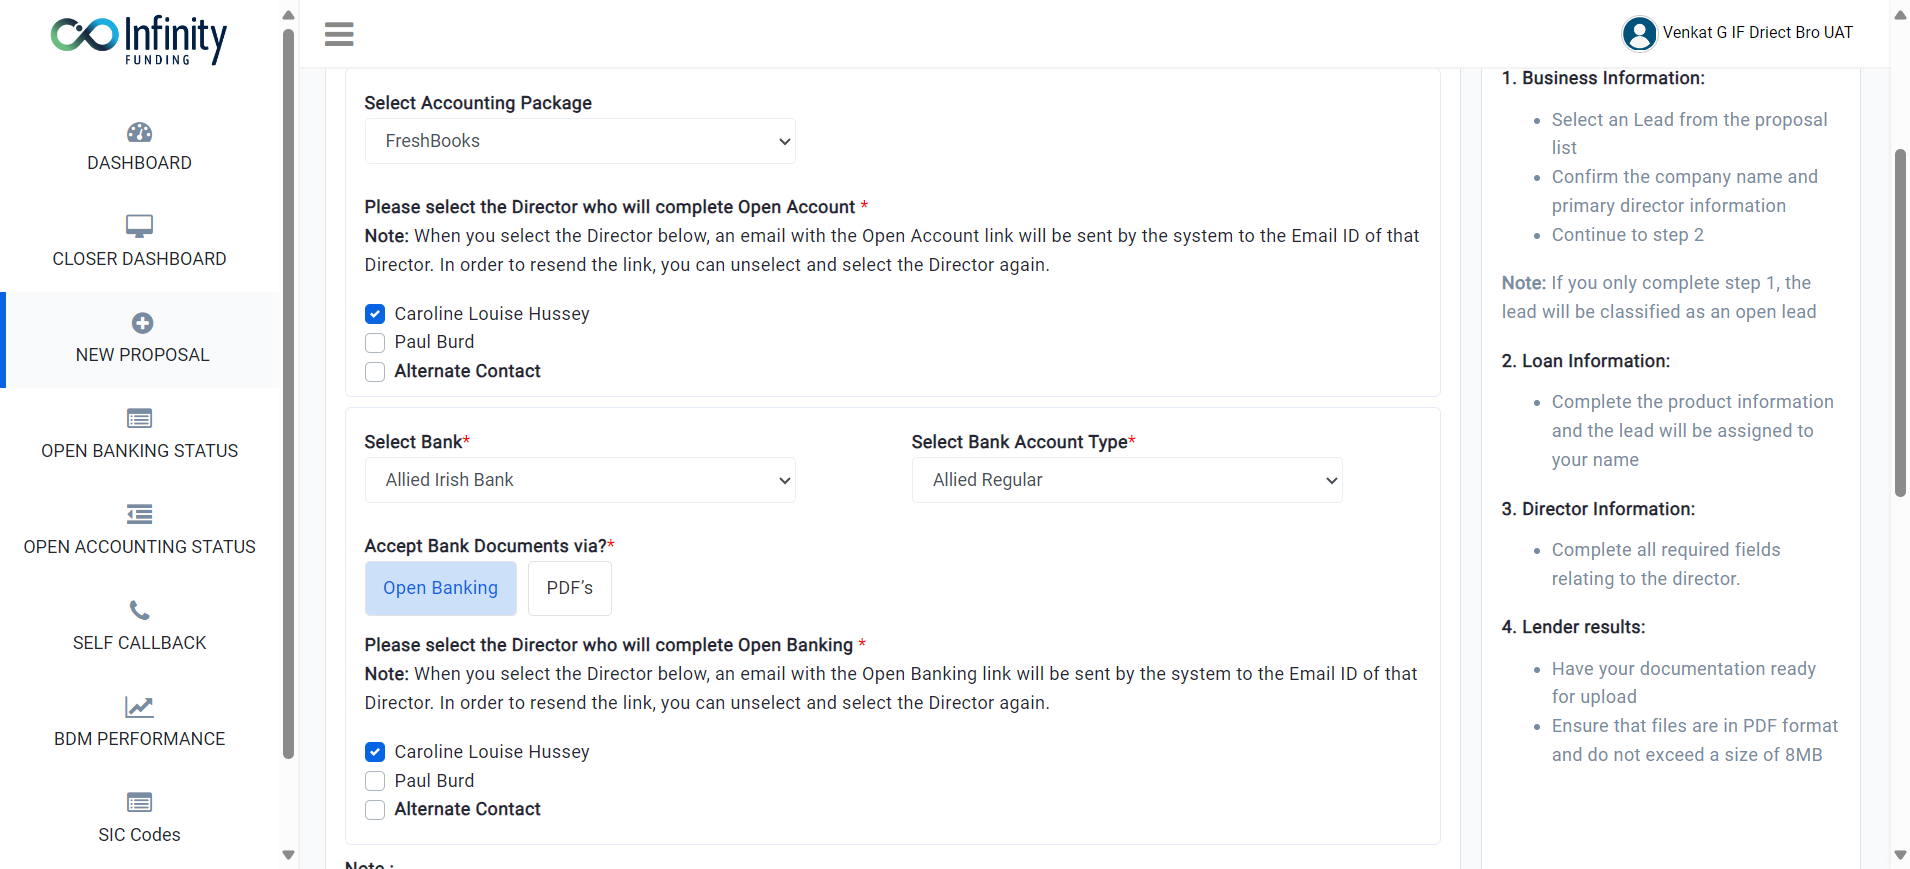 Infinity
FUNDING
DASHBOARD
CLOSER DASHBOARD
NEW PROPOSAL
OPEN BANKING STATUS
OPEN ACCOUNTING STATUS
SELF CALLBACK
BDM PERFORMANCE
SIC Codes
Venkat G IF Driect Bro UAT
Select Accounting Package
FreshBooks
Please select the Director who will complete Open Account *
Note: When you select the Director below, an email with the Open Account link will be sent by the system to the Email ID of that
Director. In order to resend the link, you can unselect and select the Director again.
Caroline Louise Hussey
Paul Burd
Alternate Contact
Select Bank*
Allied Irish Bank
Select Bank Account Type*
Allied Regular
Accept Bank Documents via?*
Open Banking
PDF’s
Please select the Director who will complete Open Banking *
Note: When you select the Director below, an email with the Open Banking link will be sent by the system to the Email ID of that
Director. In order to resend the link, you can unselect and select the Director again.
Caroline Louise Hussey
Paul Burd
Alternate Contact
Note :
1. Business Information:
• Select an Lead from the proposal
list
• Confirm the company name and
primary director information
• Continue to step 2
Note: If you only complete step 1, the
lead will be classified as an open lead
2. Loan Information:
• Complete the product information
and the lead will be assigned to
your name
3. Director Information:
• Complete all required fields
relating to the director.
4. Lender results:
• Have your documentation ready
for upload
• Ensure that files are in PDF format
and do not exceed a size of 8MB